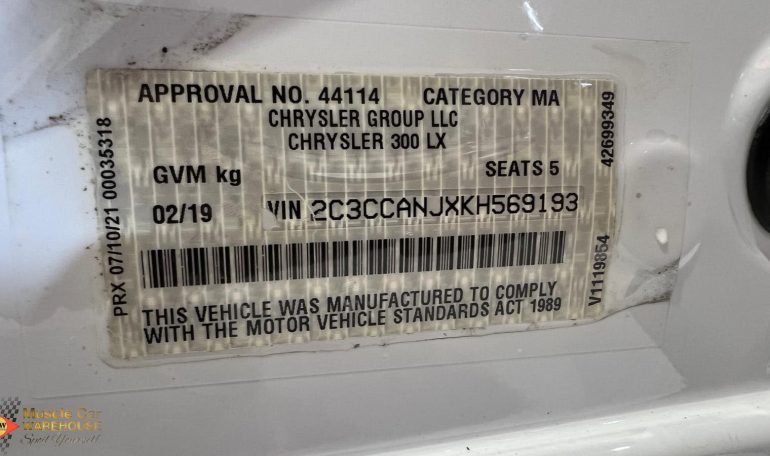 APPROVAL NO. 44114 CATEGORY MA
CHRYSLER GROUP LLC
CHRYSLER 300 LX
GVM kg SEATS 5
02/19 VIN 2C3CCANJXKH569193
THIS VEHICLE WAS MANUFACTURED TO COMPLY
WITH THE MOTOR VEHICLE STANDARDS ACT 1989
PRX 07/10/21 00035318
42699349
V1119854
Muscle Car
WAREHOUSE